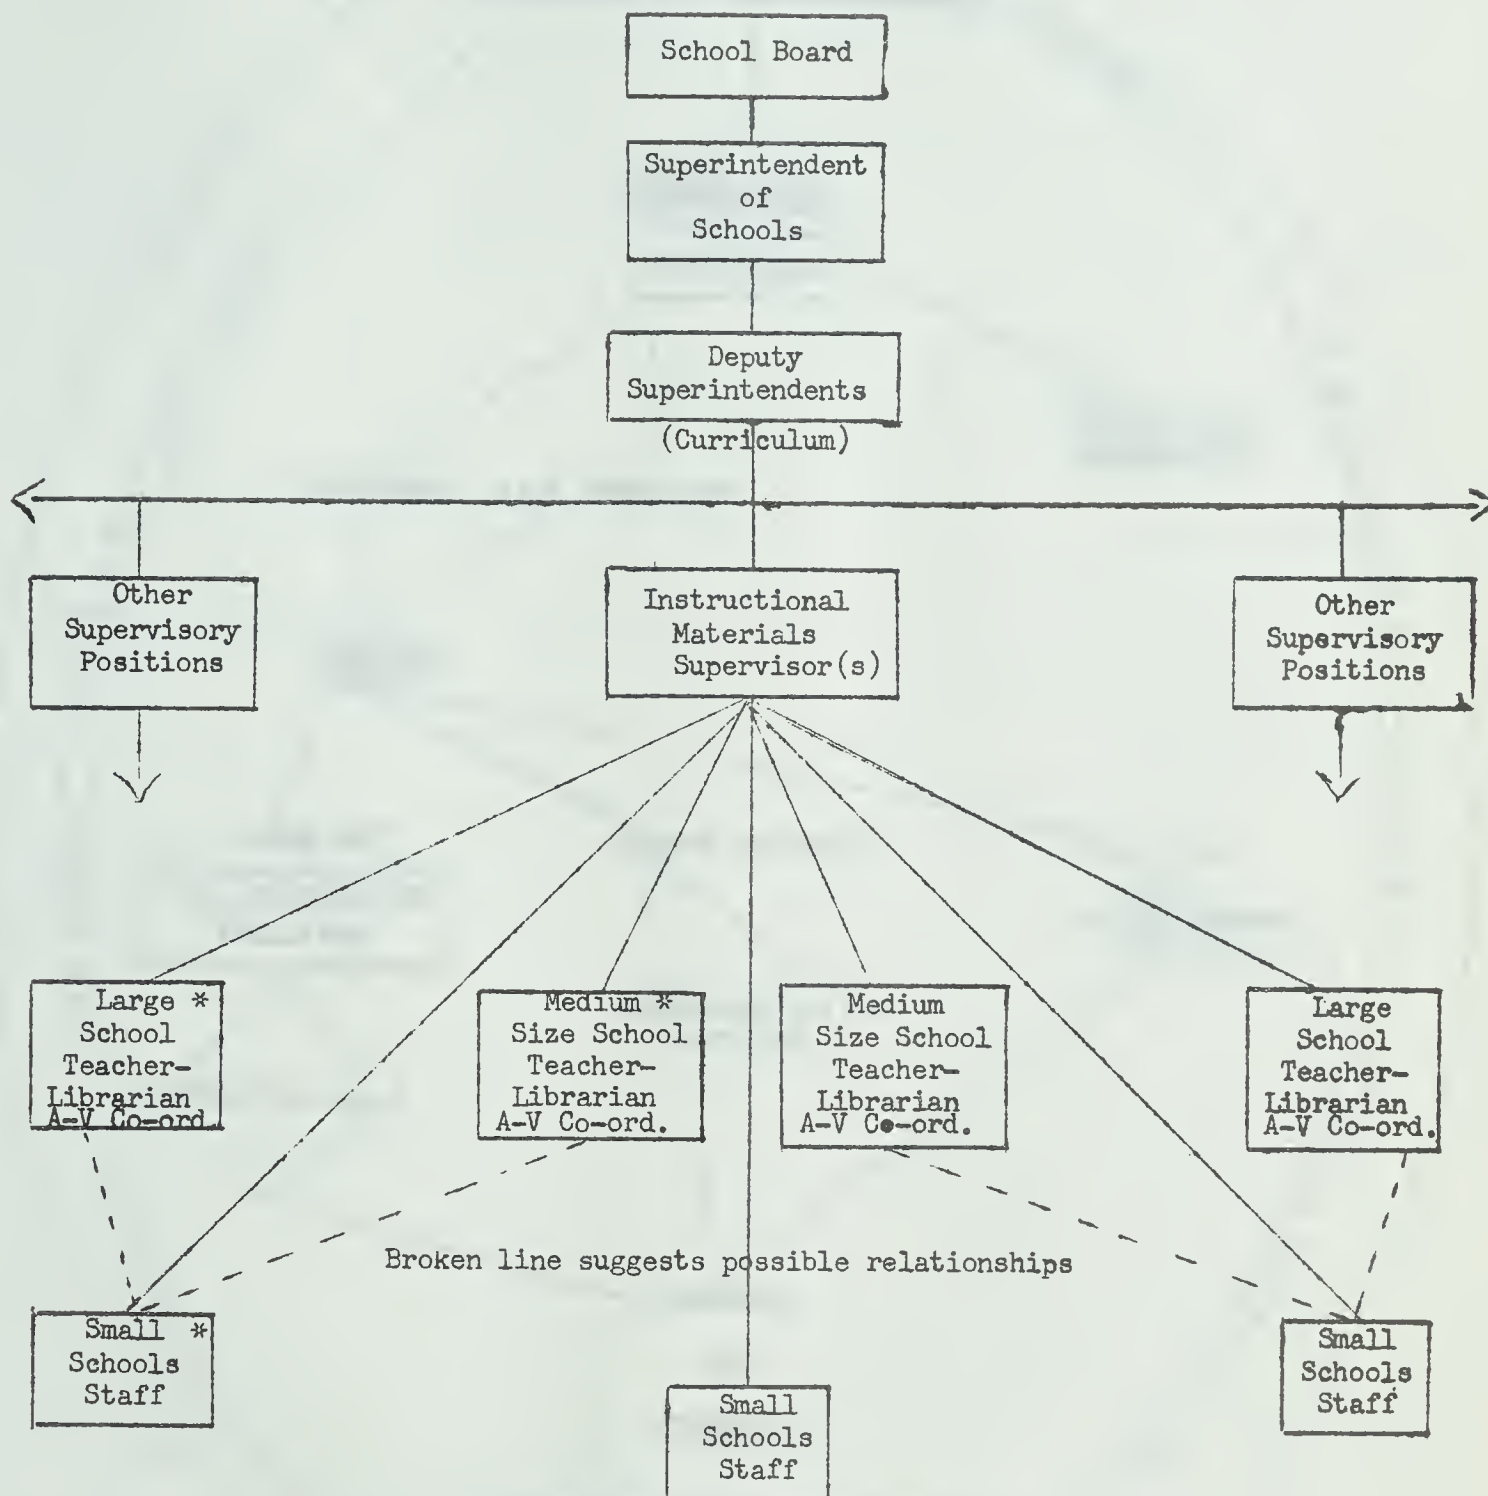 School Board
Superintendent
of
Schools
Deputy
Superintendents
(Curriculum)
Other
Supervisory
Positions
Instructional
Materials
Supervisor(s)
Other
Supervisory
Positions
Large *
School
Teacher-
Librarian
A-V Co-ord.
Medium *
Size School
Teacher-
Librarian
A-V Co-ord.
Medium
Size School
Teacher-
Librarian
A-V Co-ord.
Large
School
Teacher-
Librarian
A-V Co-ord.
Broken line suggests possible relationships
Small *
Schools
Staff
Small
Schools
Staff
Small
Schools
Staff